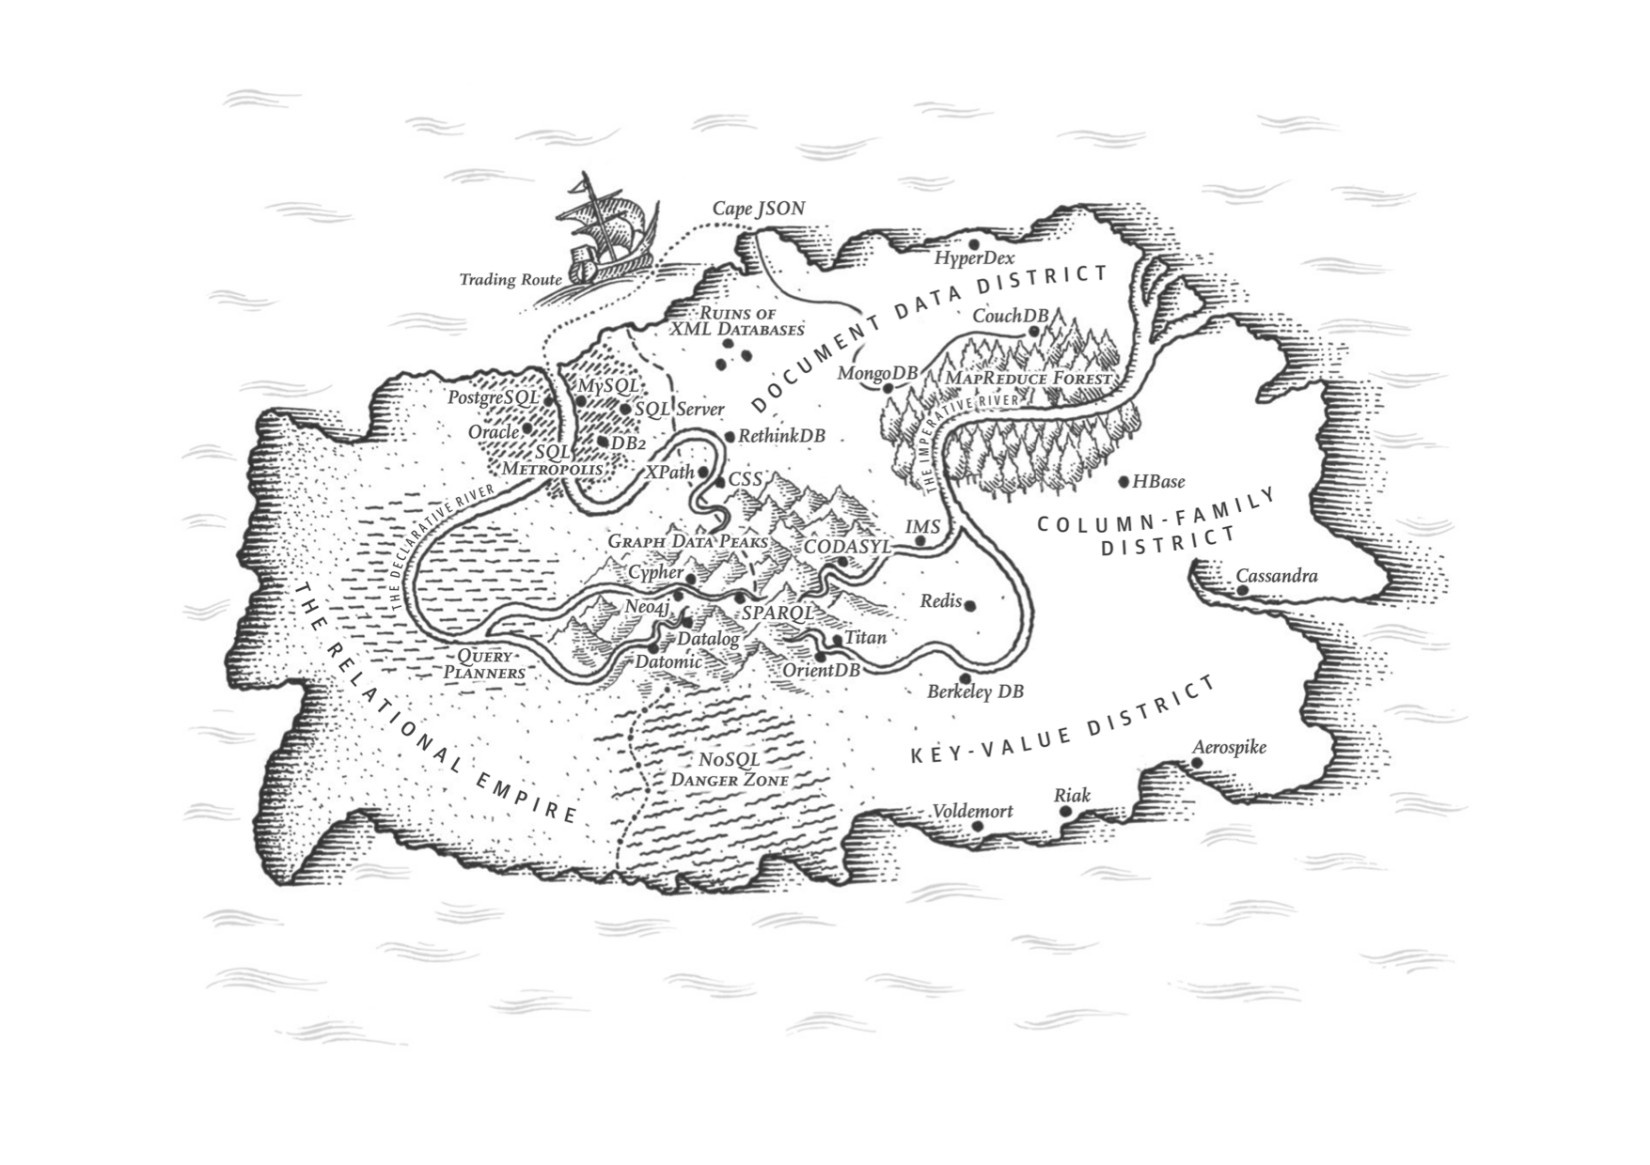 Cape JSON
HyperDex
Trading Route
DOCUMENT DATA DISTRICT
RUINS OF
XML DATABASES
CouchDB
MongoDB
MAPREDUCE FOREST
THE IMPERATIVE RIVER
MySQL
PostgreSQL
SQL Server
Oracle
DB2
SQL
METROPOLIS
RethinkDB
XPath
CSS
HBase
COLUMN-FAMILY
DISTRICT
THE DECLARATIVE RIVER
GRAPH DATA PEAKS
CODASYL
IMS
Cypher
Cassandra
Neo4j
SPARQL
Redis
Datalog
Titan
QUERY
PLANNERS
Datomic
OrientDB
Berkeley DB
THE RELATIONAL EMPIRE
KEY-VALUE DISTRICT
NOSQL
DANGER ZONE
Aerospike
Riak
Voldemort